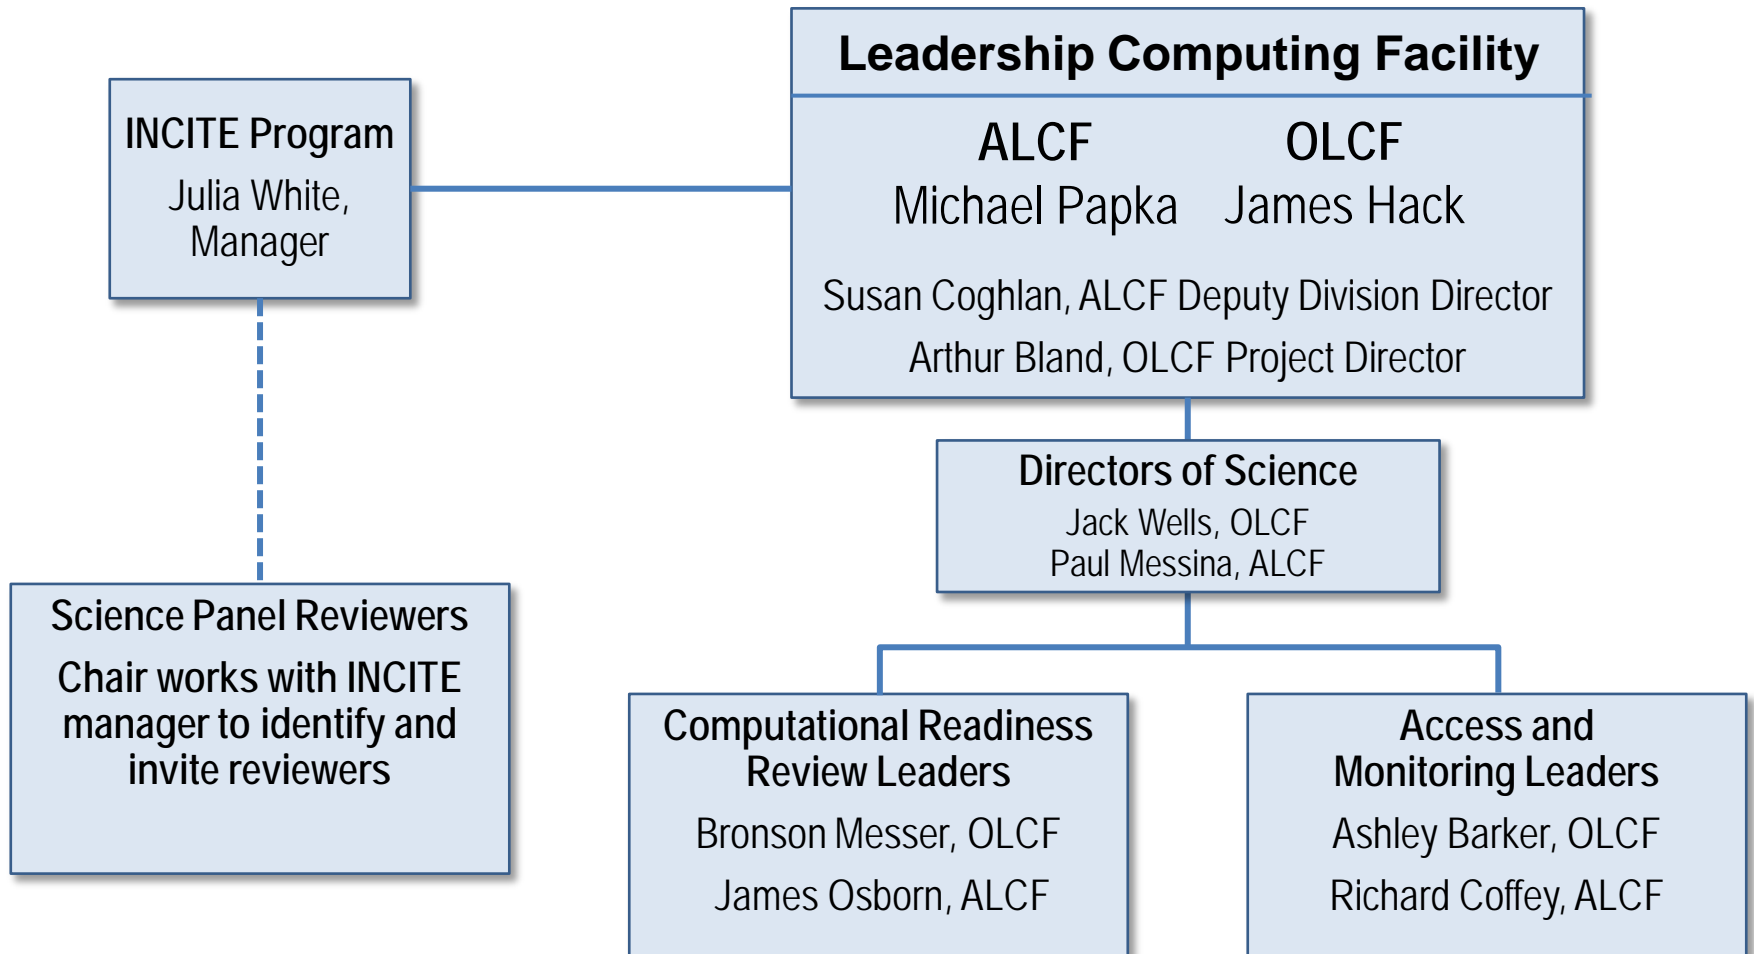 Leadership Computing Facility
ALCF OLCF
Michael Papka James Hack
Susan Coghlan, ALCF Deputy Division Director
Arthur Bland, OLCF Project Director
INCITE Program
Julia White,
Manager
Directors of Science
Jack Wells, OLCF
Paul Messina, ALCF
Science Panel Reviewers
Chair works with INCITE
manager to identify and
invite reviewers
Computational Readiness
Review Leaders
Bronson Messer, OLCF
James Osborn, ALCF
Access and
Monitoring Leaders
Ashley Barker, OLCF
Richard Coffey, ALCF